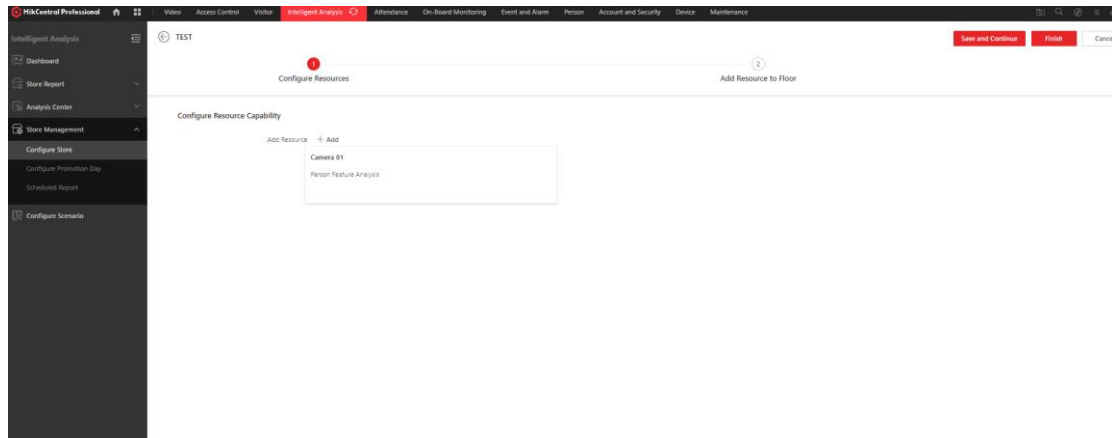 HikCentral Professional Video Access Control Visitor Intelligent Analysis Attendance On-Board Monitoring Event and Alarm Person Account and Security Device Maintenance
Intelligent Analysis
TEST
Save and Continue Finish Cance
Dashboard
1 2
Configure Resources Add Resource to Floor
Store Report
Analysis Center
Configure Resource Capability
Store Management
Add Resource + Add
Configure Store
Camera 01
Configure Promotion Day
Person Feature Analysis
Scheduled Report
Configure Scenario